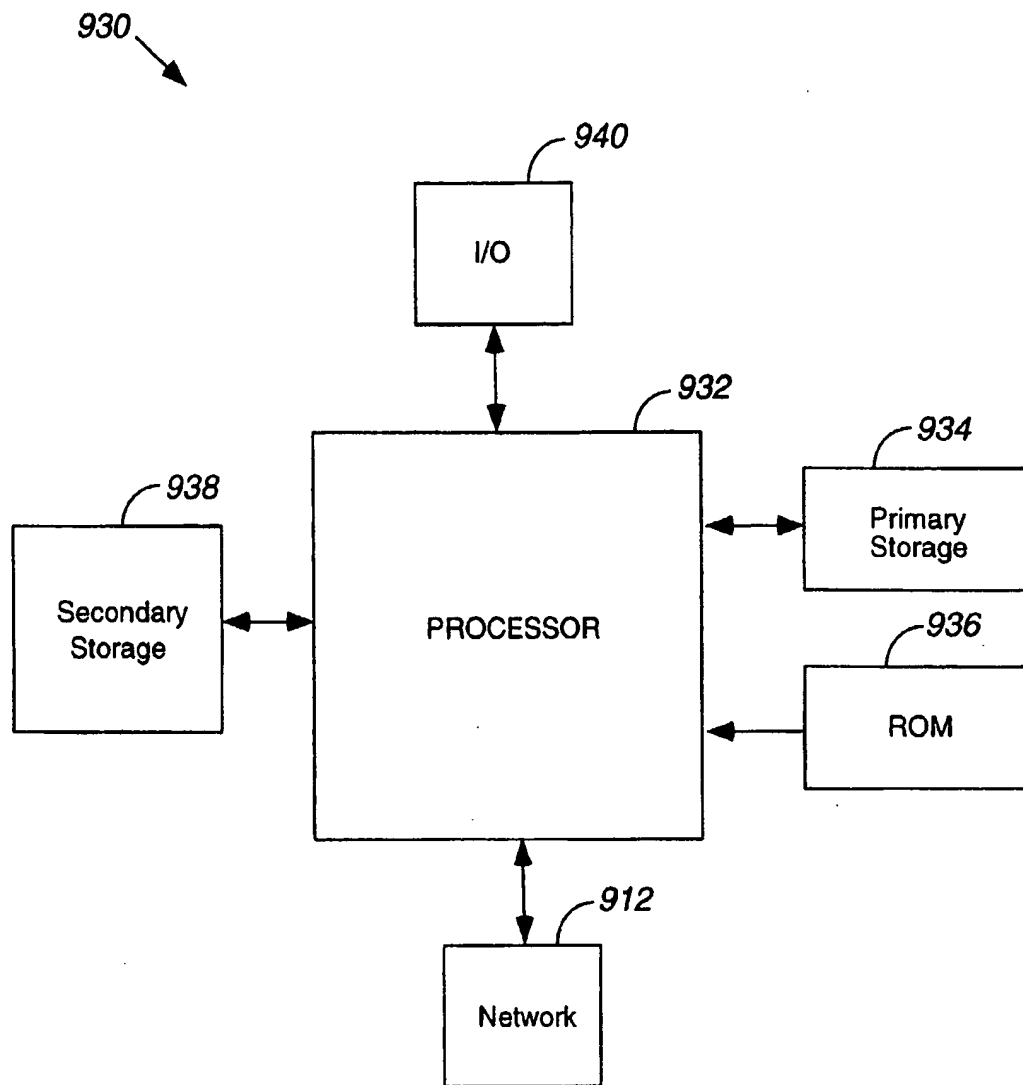 930
940
I/O
932
934
938
Primary
Storage
Secondary
Storage
PROCESSOR
936
ROM
912
Network